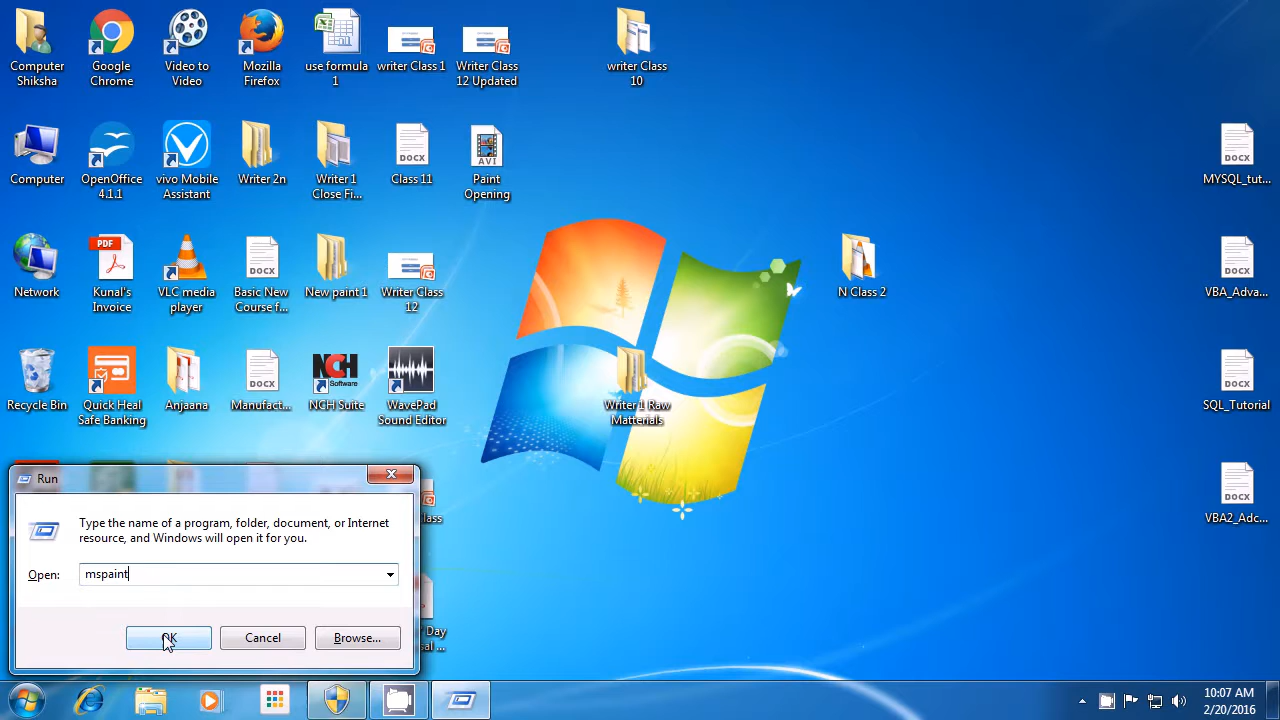 Computer
Shiksha
Google
Chrome
Video to
Video
Mozilla
Firefox
use formula
1
writer Class 1
Writer Class
12 Updated
writer Class
10
Computer
OpenOffice
4.1.1
vivo Mobile
Assistant
Writer 2n
Writer 1
Close Fi...
DOCX
Class 11
AVI
Paint
Opening
DOCX
MYSQL_tut...
Network
PDF
Kunal's
Invoice
VLC media
player
DOCX
Basic New
Course f...
New paint 1
Writer Class
12
N Class 2
DOCX
VBA_Adva...
Recycle Bin
Quick Heal
Safe Banking
Anjaana
DOCX
Manufact...
NCH
Software
NCH Suite
WavePad
Sound Editor
Writer 1 Raw
Matterials
DOCX
SQL_Tutorial
DOCX
VBA2_Adc...
Run
Type the name of a program, folder, document, or Internet
resource, and Windows will open it for you.
Open:
mspaint
OK
Cancel
Browse...
Day
10:07 AM
2/20/2016